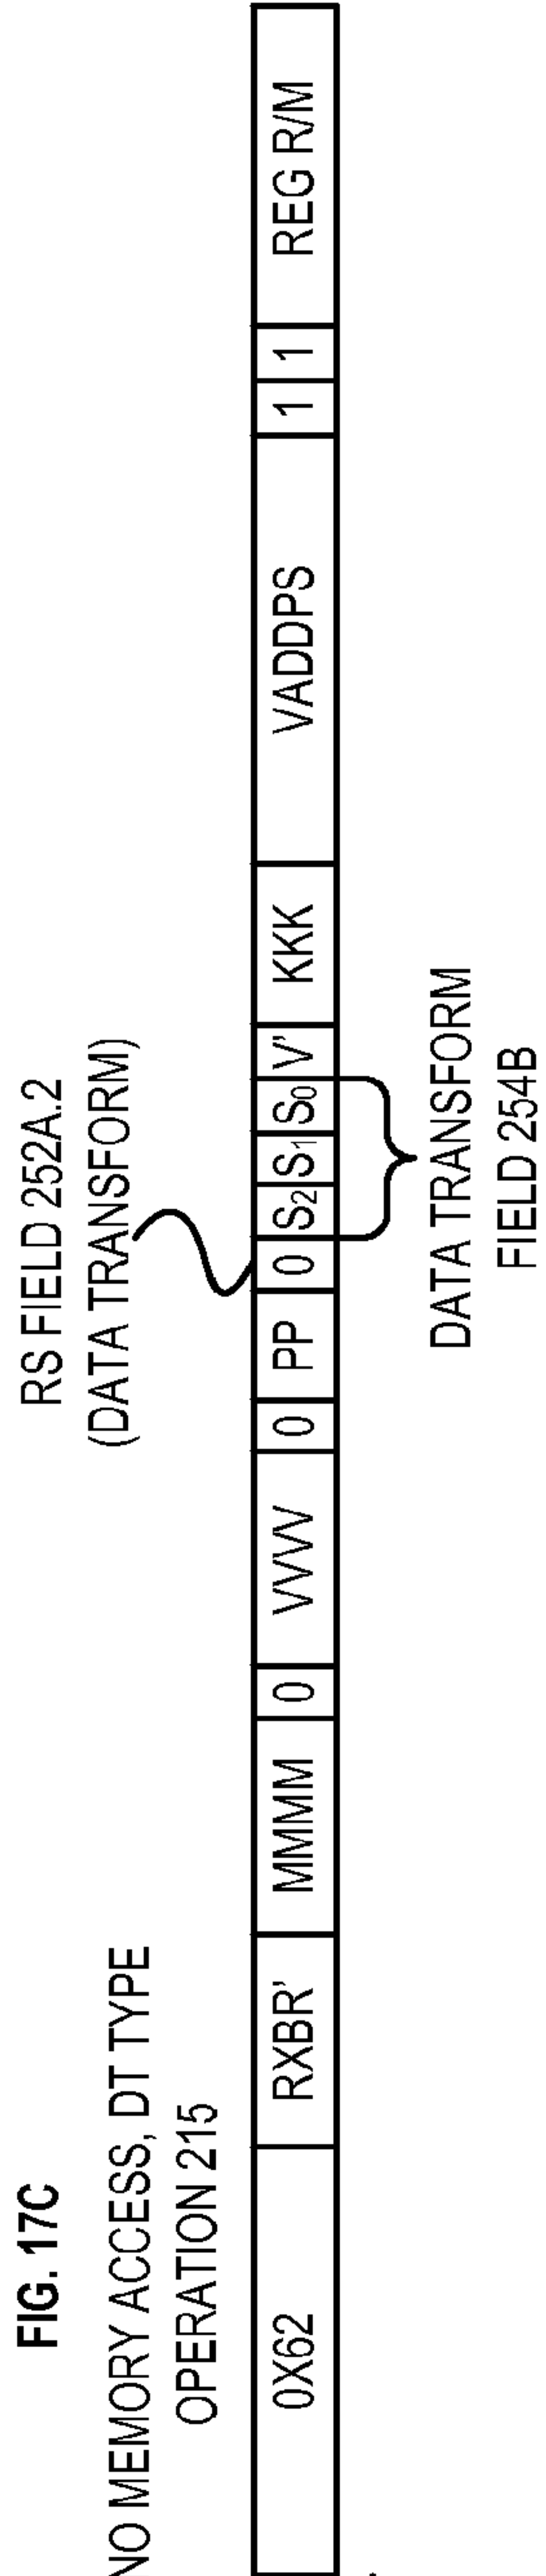 FIG. 17C
NO MEMORY ACCESS, DT TYPE
OPERATION 215
RS FIELD 252A.2
(DATA TRANSFORM)
0X62 RXBR' MMMM 0 VVVV 0 PP 0 S₂ S₁ S₀ V' KKK VADDPS 1 1 REG R/M
DATA TRANSFORM
FIELD 254B